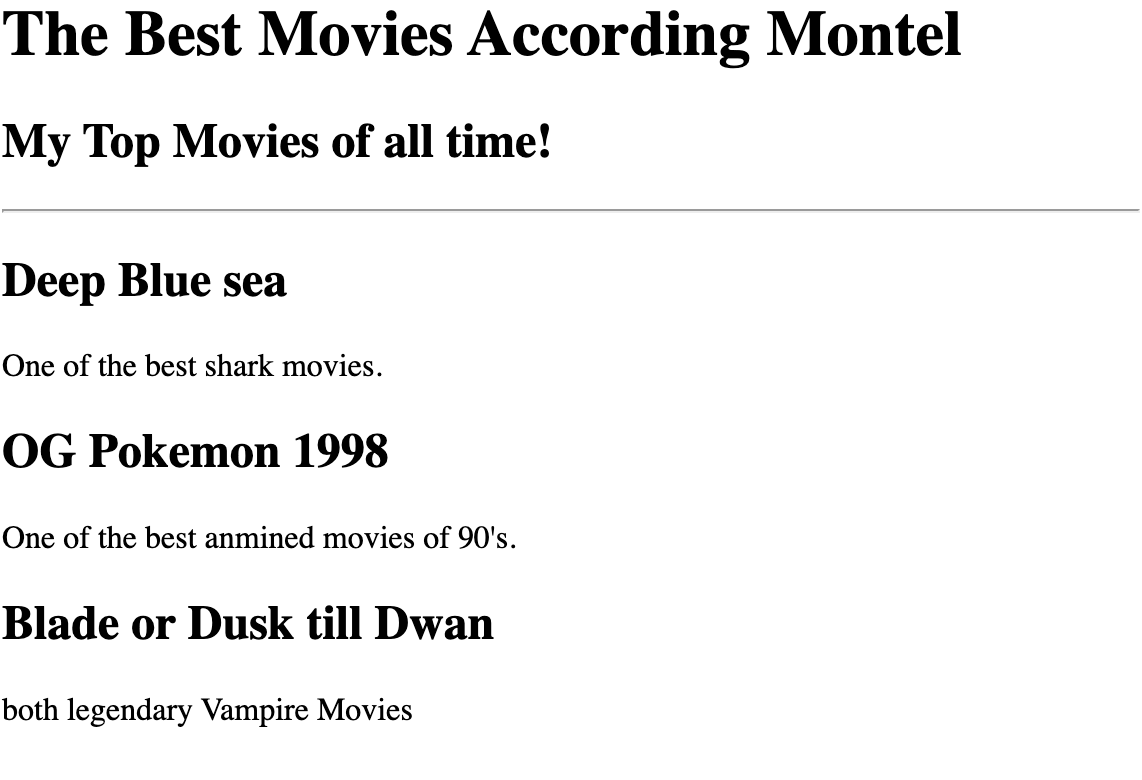 The Best Movies According Montel
My Top Movies of all time!
Deep Blue sea
One of the best shark movies.
OG Pokemon 1998
One of the best anmined movies of 90's.
Blade or Dusk till Dwan
both legendary Vampire Movies